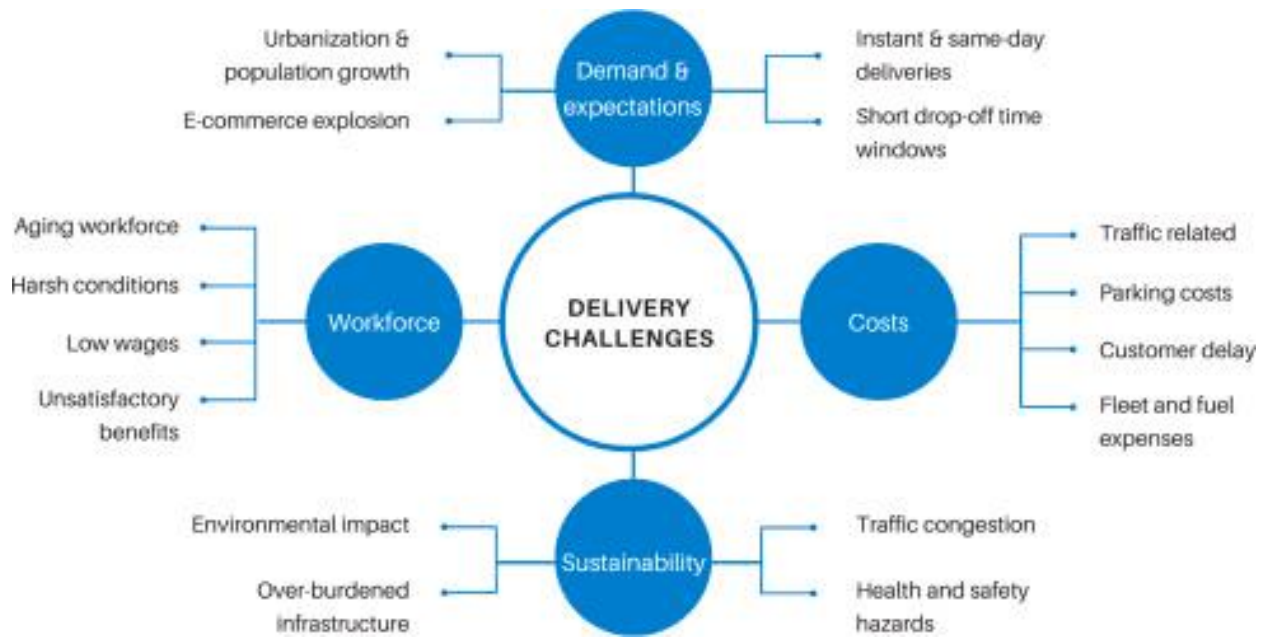 Urbanization &
population growth
E-commerce explosion
Demand &
expectations
Instant & same-day
deliveries
Short drop-off time
windows
Aging workforce
Harsh conditions
Low wages
Unsatisfactory
benefits
Workforce
DELIVERY
CHALLENGES
Costs
Traffic related
Parking costs
Customer delay
Fleet and fuel
expenses
Environmental impact
Over-burdened
infrastructure
Sustainability
Traffic congestion
Health and safety
hazards